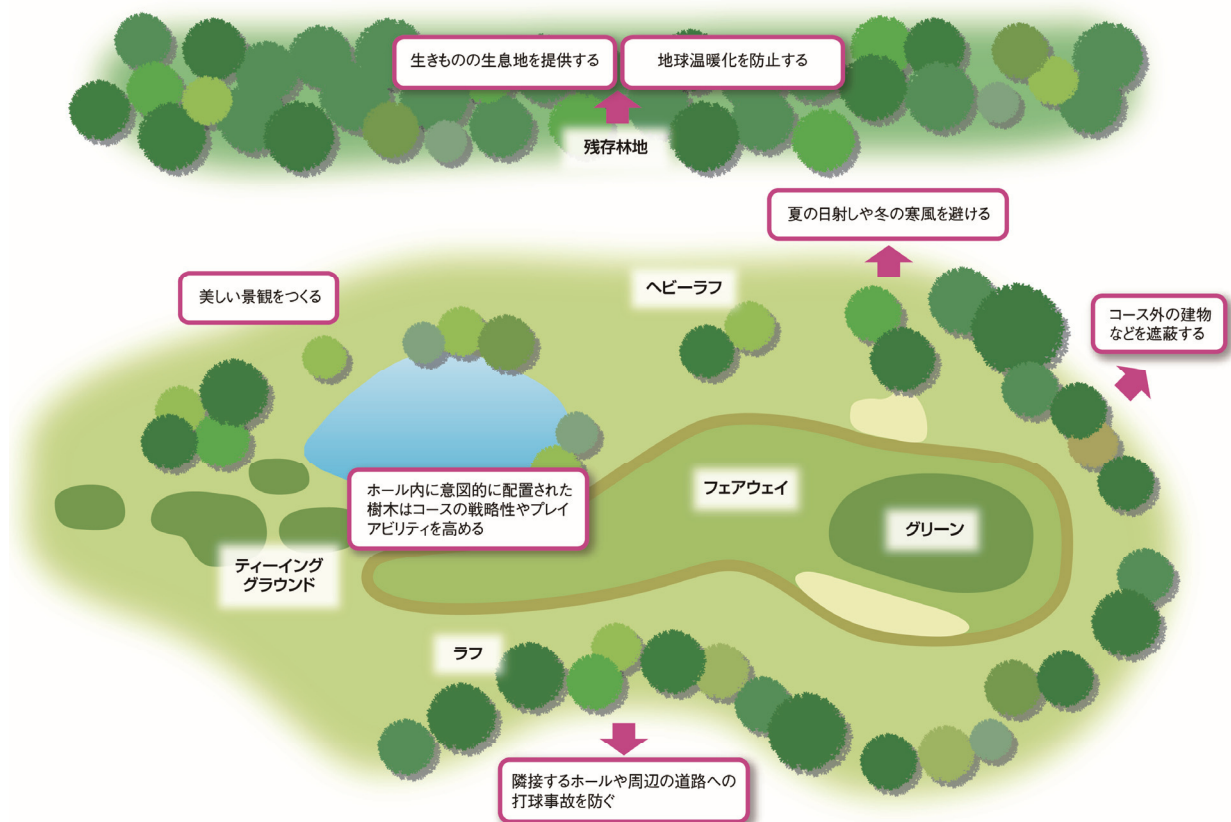 生きものの生息地を提供する
地球温暖化を防止する
残存林地
夏の日射しや冬の寒風を避ける
美しい景観をつくる
ヘビーラフ
コース外の建物
などを遮蔽する
ホール内に意図的に配置された
樹木はコースの戦略性やプレイ
アビリティを高める
フェアウェイ
グリーン
ティーイング
グラウンド
ラフ
隣接するホールや周辺の道路への
打球事故を防ぐ